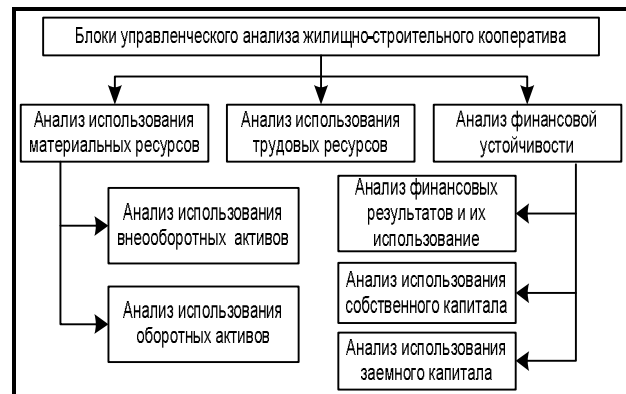 Блоки управленческого анализа жилищно-строительного кооператива
Анализ использования
материальных ресурсов
Анализ использования
трудовых ресурсов
Анализ финансовой
устойчивости
Анализ использования
внеооборотных активов
Анализ использования
оборотных активов
Анализ финансовых
результатов и их
использование
Анализ использования
собственного капитала
Анализ использования
заемного капитала